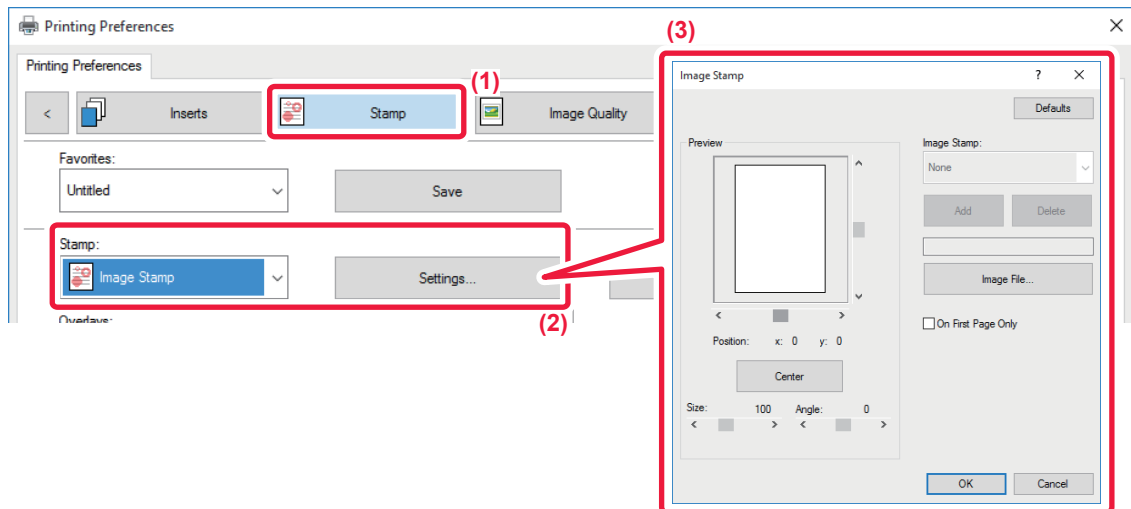 Printing Preferences
Printing Preferences
(1)
< Inserts Stamp Image Quality
Favorites:
Untitled Save
Stamp:
Image Stamp Settings...
(2)
Overlays:
(3)
Image Stamp ? ×
Defaults
Preview
Image Stamp:
None
Add Delete
Image File...
On First Page Only
Position: x: 0 y: 0
Center
Size: 100 Angle: 0
OK Cancel